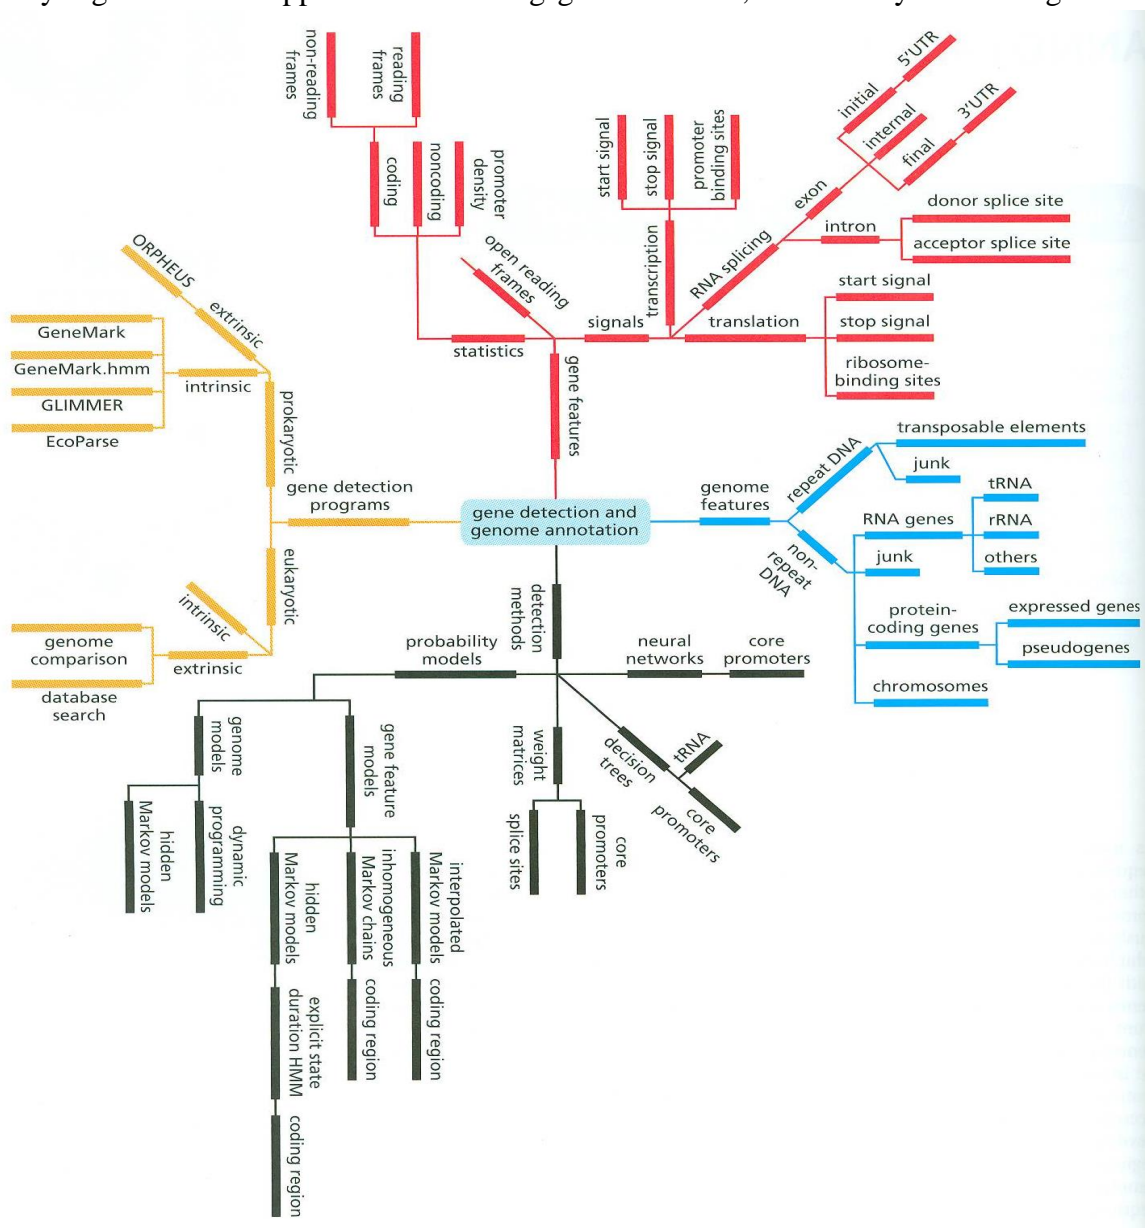 non-reading
frames
reading
frames
coding
noncoding
promoter
density
open reading
frames
statistics
signals
gene features
start signal
stop signal
promoter
binding sites
transcription
RNA splicing
exon
initial
5'UTR
internal
final
3'UTR
intron
donor splice site
acceptor splice site
translation
start signal
stop signal
ribosome-
binding sites
ORPHEUS
extrinsic
GeneMark
GeneMark.hmm
GLIMMER
EcoParse
intrinsic
prokaryotic
gene detection
programs
eukaryotic
intrinsic
extrinsic
genome
comparison
database
search
gene detection and
genome annotation
genome
features
repeat DNA
transposable elements
junk
non-
repeat
DNA
RNA genes
tRNA
rRNA
others
junk
protein-
coding genes
expressed genes
pseudogenes
chromosomes
detection
methods
probability
models
neural
networks
core
promoters
decision
trees
tRNA
core
promoters
weight
matrices
splice sites
core
promoters
genome
models
hidden
Markov models
dynamic
programming
gene feature
models
hidden
Markov models
explicit state
duration HMM
coding region
inhomogeneous
Markov chains
coding region
interpolated
Markov models
coding region